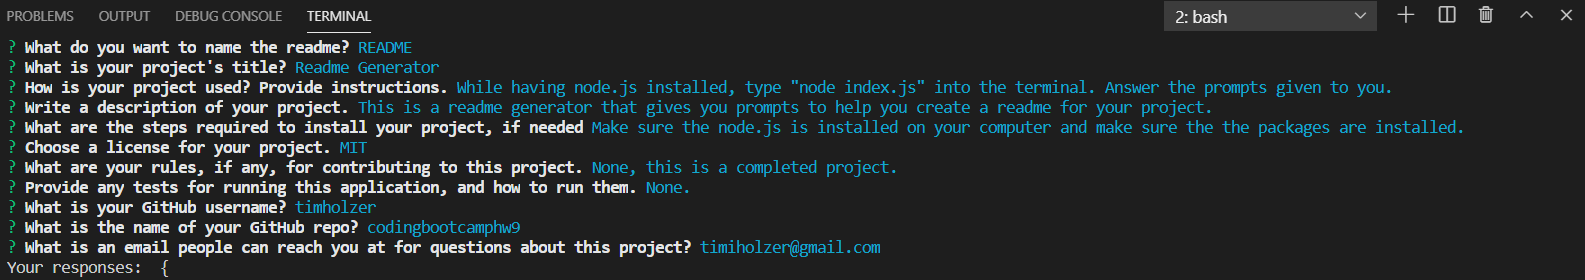 PROBLEMS OUTPUT DEBUG CONSOLE TERMINAL 2: bash
? What do you want to name the readme? README
? What is your project's title? Readme Generator
? How is your project used? Provide instructions. While having node.js installed, type "node index.js" into the terminal. Answer the prompts given to you.
? Write a description of your project. This is a readme generator that gives you prompts to help you create a readme for your project.
? What are the steps required to install your project, if needed Make sure the node.js is installed on your computer and make sure the the packages are installed.
? Choose a license for your project. MIT
? What are your rules, if any, for contributing to this project. None, this is a completed project.
? Provide any tests for running this application, and how to run them. None.
? What is your GitHub username? timholzer
? What is the name of your GitHub repo? codingbootcamphw9
? What is an email people can reach you at for questions about this project? timiholzer@gmail.com
Your responses:  {